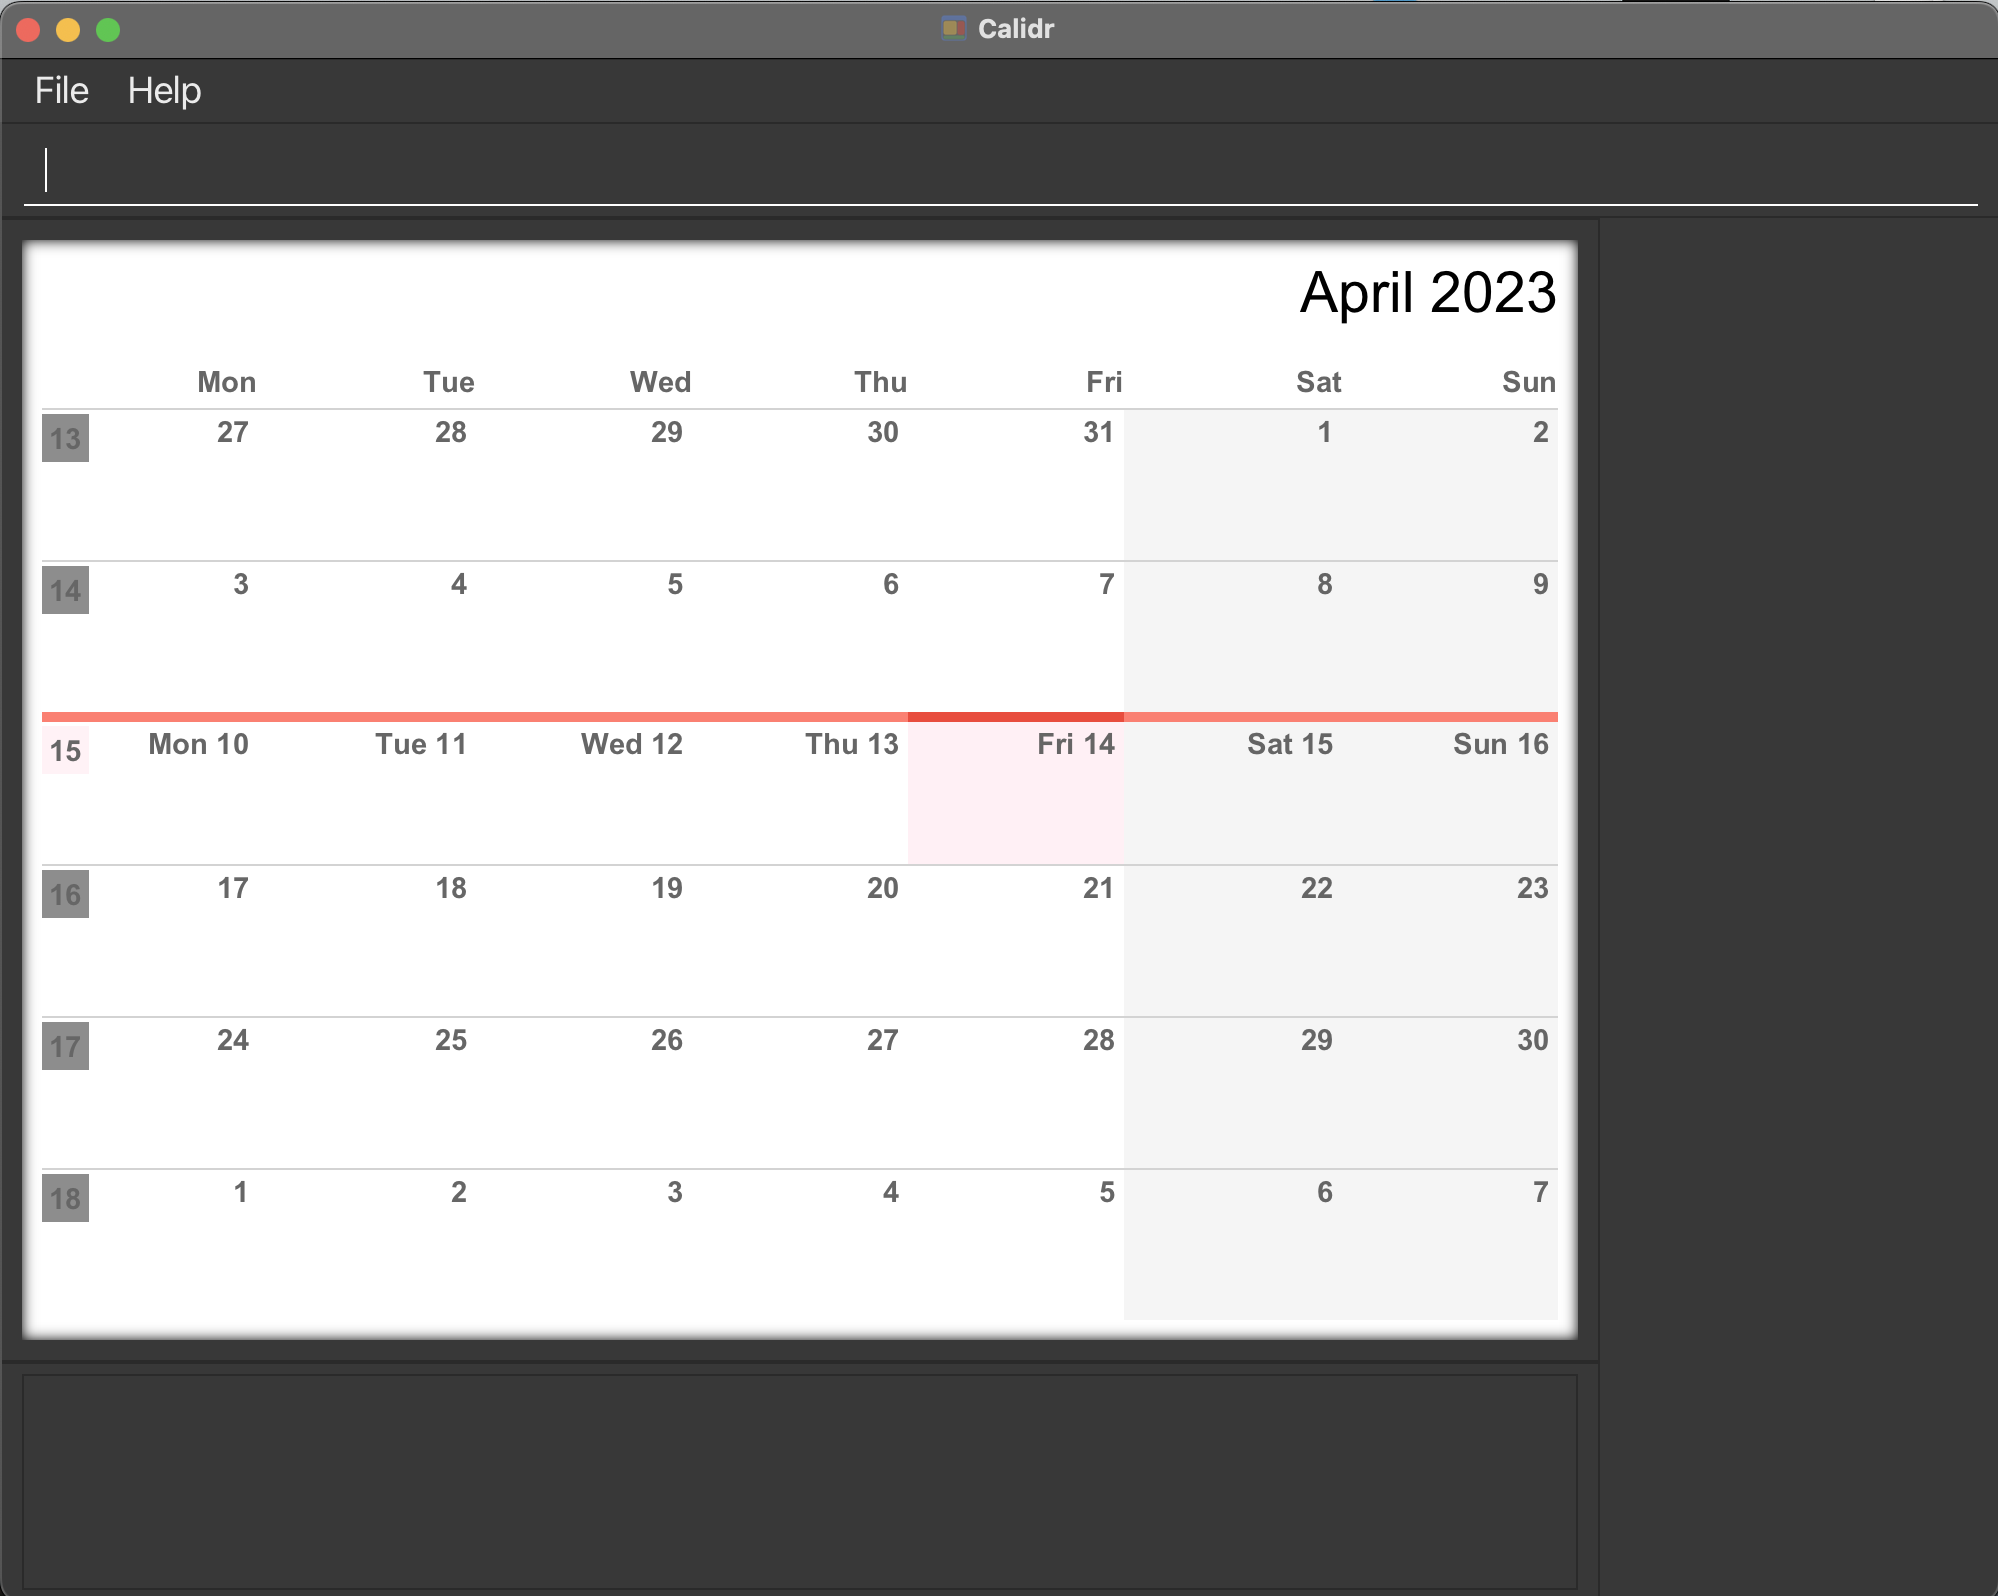 Calidr
File Help
April 2023
Mon Tue Wed Thu Fri Sat Sun
13 27 28 29 30 31 1 2
14 3 4 5 6 7 8 9
15 Mon 10 Tue 11 Wed 12 Thu 13 Fri 14 Sat 15 Sun 16
16 17 18 19 20 21 22 23
17 24 25 26 27 28 29 30
18 1 2 3 4 5 6 7